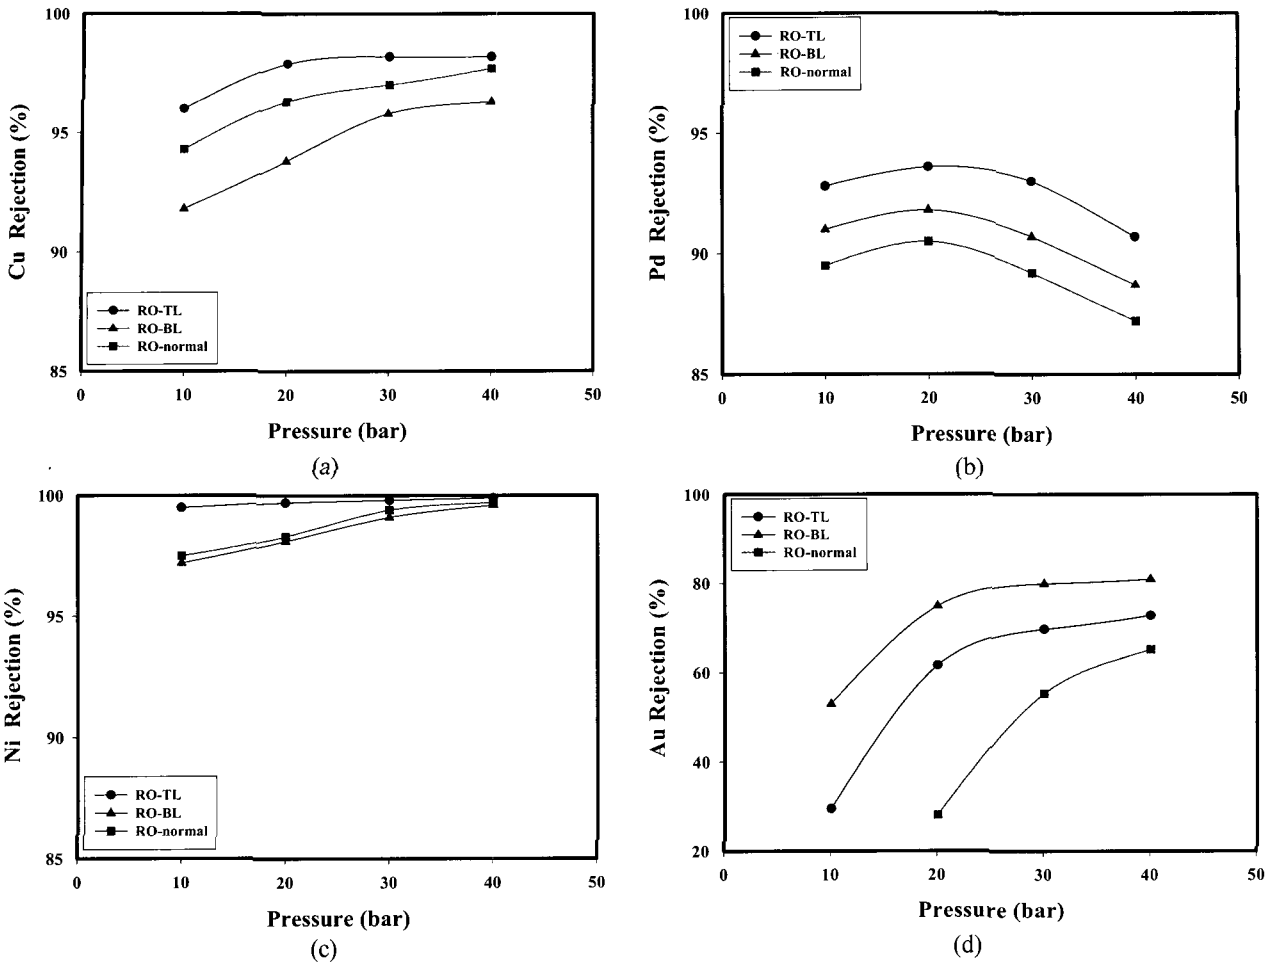 100
95
90
85
Cu Rejection (%)
RO-TL
RO-BL
RO-normal
0
10
20
30
40
50
Pressure (bar)
(a)
100
95
90
85
Pd Rejection (%)
RO-TL
RO-BL
RO-normal
0
10
20
30
40
50
Pressure (bar)
(b)
100
95
90
85
Ni Rejection (%)
RO-TL
RO-BL
RO-normal
0
10
20
30
40
50
Pressure (bar)
(c)
100
80
60
40
20
Au Rejection (%)
RO-TL
RO-BL
RO-normal
0
10
20
30
40
50
Pressure (bar)
(d)